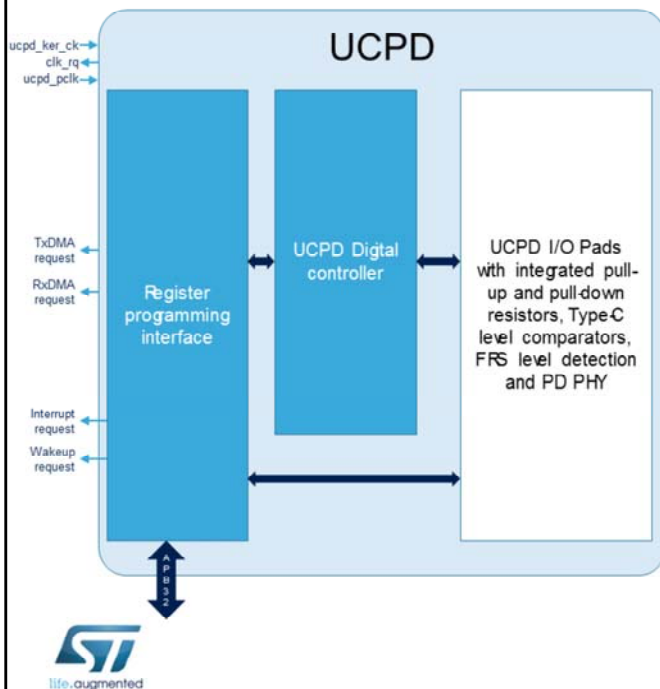 UCPD
ucpd_ker_ck
clk_rq
ucpd_pclk
TxDMA
request
RxDMA
request
Interrupt
request
Wakeup
request
Register
programming
interface
UCPD Digital
controller
UCPD I/O Pads
with integrated pull-
up and pull-down
resistors, Type-C
level comparators,
FRS level detection
and PD PHY
APB32
ST
life.augmented